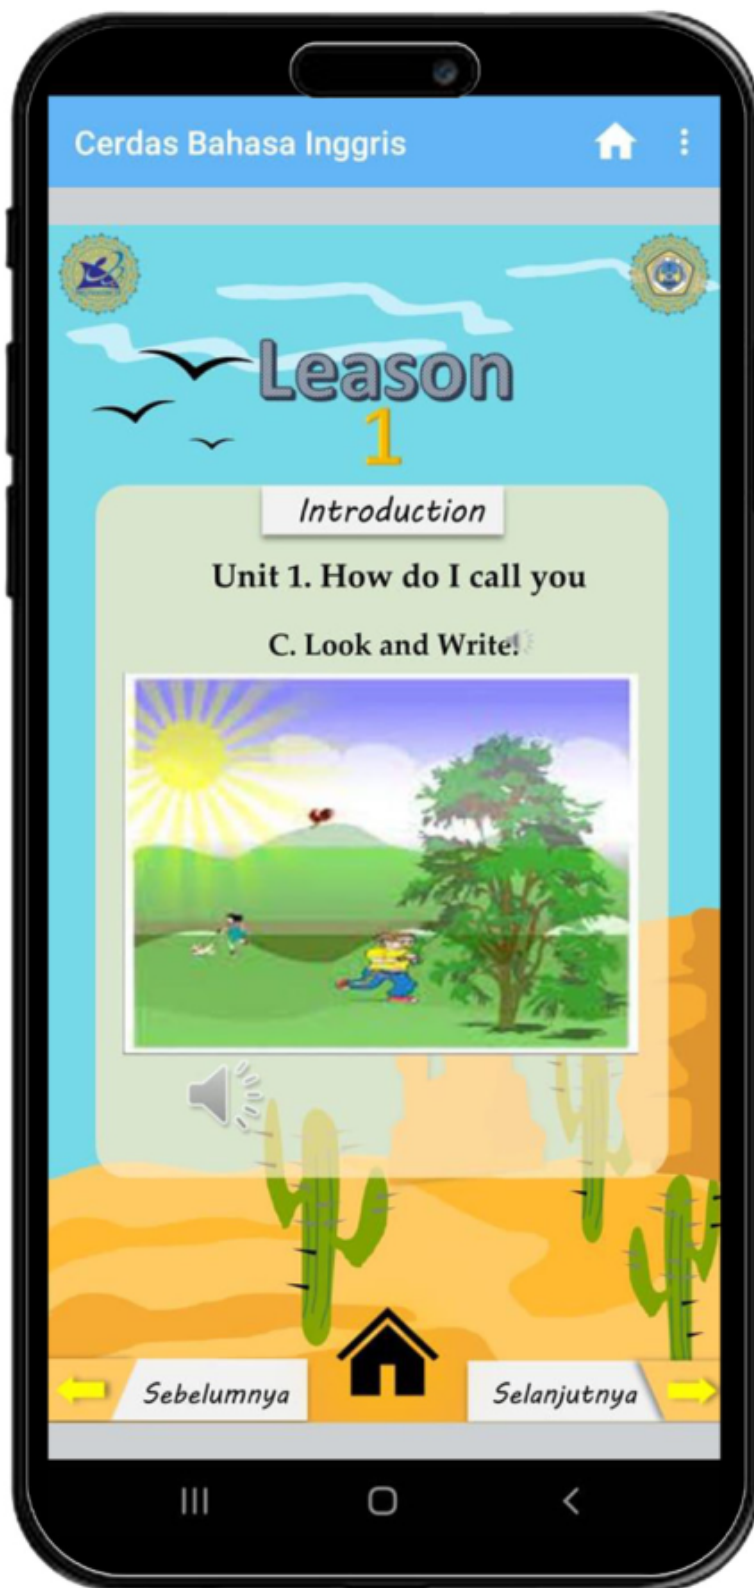 Cerdas Bahasa Inggris
Leason
1
Introduction
Unit 1. How do I call you
C. Look and Write!
Sebelumnya
Selanjutnya